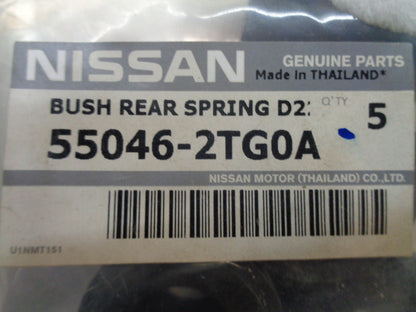 NISSAN
GENUINE PARTS
Made in THAILAND*
BUSH REAR SPRING D22
Q'TY
5
55046-2TG0A
NISSAN MOTOR (THAILAND) CO.,LTD.
U1NMT151